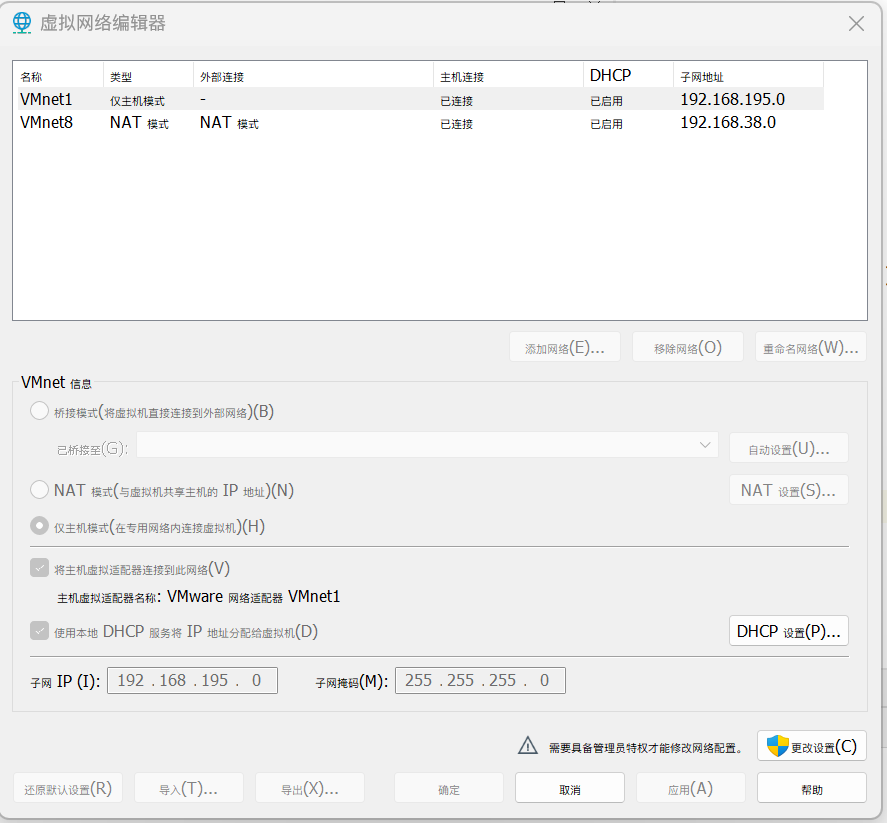 虚拟网络编辑器
名称 类型 外部连接 主机连接 DHCP 子网地址
VMnet1 仅主机模式 - 已连接 已启用 192.168.195.0
VMnet8 NAT 模式 NAT 模式 已连接 已启用 192.168.38.0
添加网络(E)... 移除网络(O) 重命名网络(W)...
VMnet 信息
桥接模式(将虚拟机直接连接到外部网络)(B)
已桥接至(G): 自动设置(U)...
NAT 模式(与虚拟机共享主机的 IP 地址)(N) NAT 设置(S)...
仅主机模式(在专用网络内连接虚拟机)(H)
将主机虚拟适配器连接到此网络(V)
主机虚拟适配器名称: VMware 网络适配器 VMnet1
使用本地 DHCP 服务将 IP 地址分配给虚拟机(D) DHCP 设置(P)...
子网 IP (I): 192 . 168 . 195 . 0 子网掩码(M): 255 . 255 . 255 . 0
需要具备管理员特权才能修改网络配置。 更改设置(C)
还原默认设置(R) 导入(T)... 导出(X)... 确定 取消 应用(A) 帮助